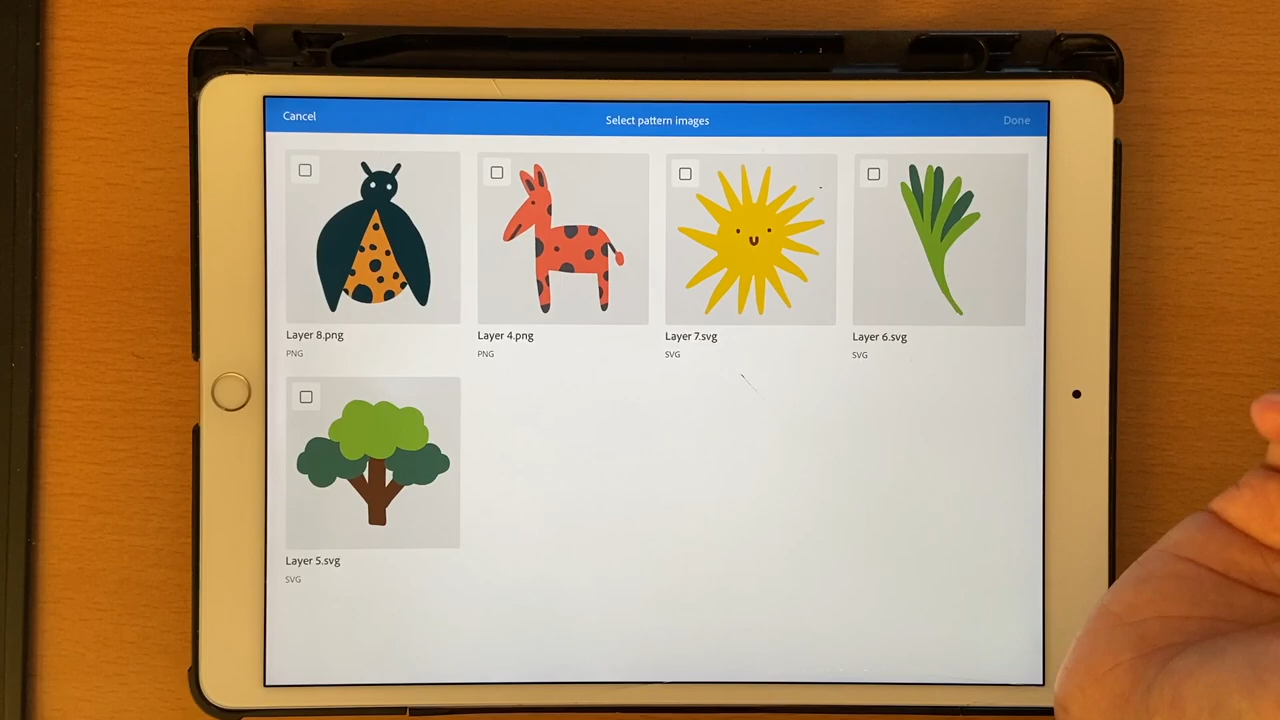 Cancel
Select pattern images
Done
Layer 8.png
PNG
Layer 4.png
PNG
Layer 7.svg
SVG
Layer 6.svg
SVG
Layer 5.svg
SVG